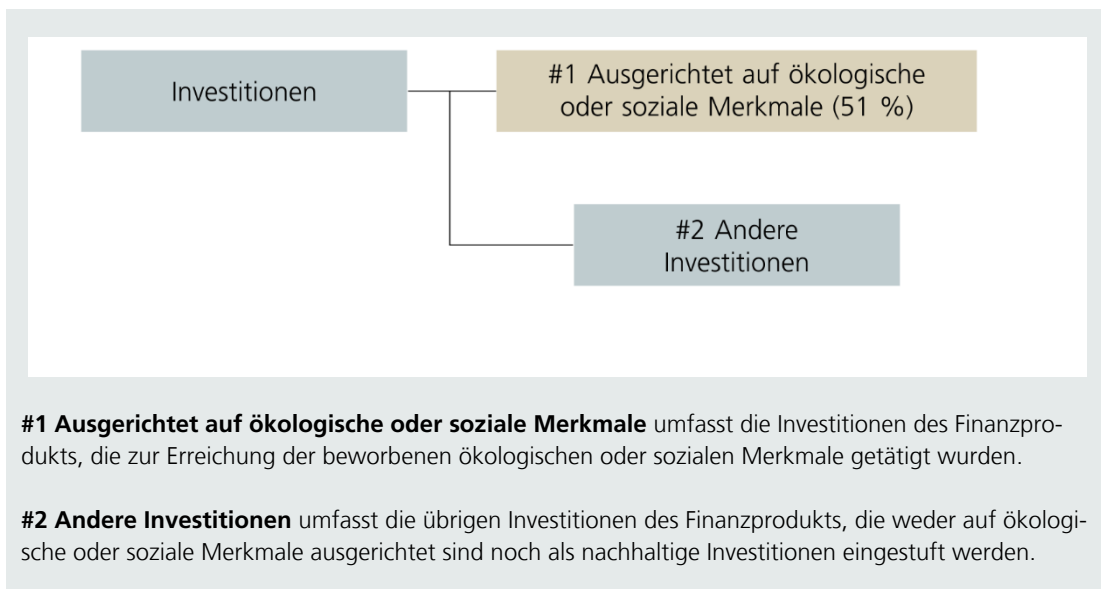 Investitionen
#1 Ausgerichtet auf ökologische
oder soziale Merkmale (51 %)
#2 Andere
Investitionen
#1 Ausgerichtet auf ökologische oder soziale Merkmale umfasst die Investitionen des Finanzpro-
dukts, die zur Erreichung der beworbenen ökologischen oder sozialen Merkmale getätigt wurden.
#2 Andere Investitionen umfasst die übrigen Investitionen des Finanzprodukts, die weder auf ökologi-
sche oder soziale Merkmale ausgerichtet sind noch als nachhaltige Investitionen eingestuft werden.